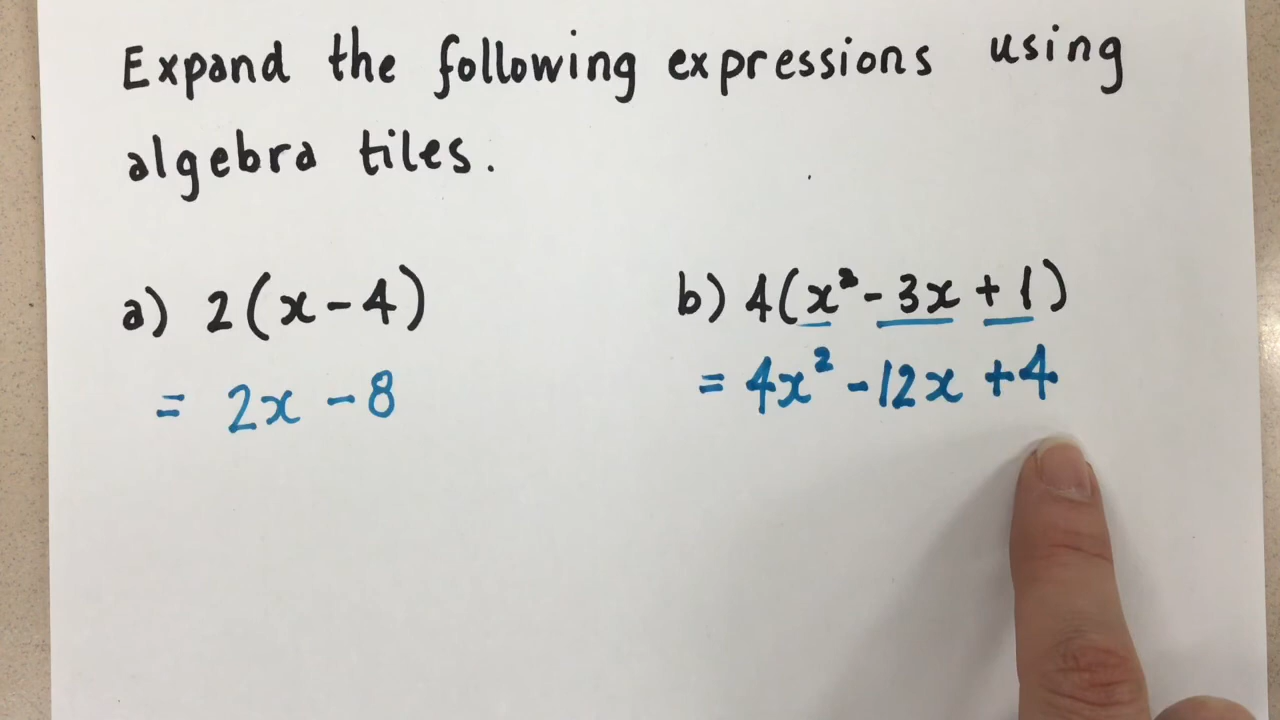 Expand the following expressions using
algebra tiles.
a) 2(x-4)
= 2x -8
b) 4(x²-3x+1)
= 4x² -12x +4